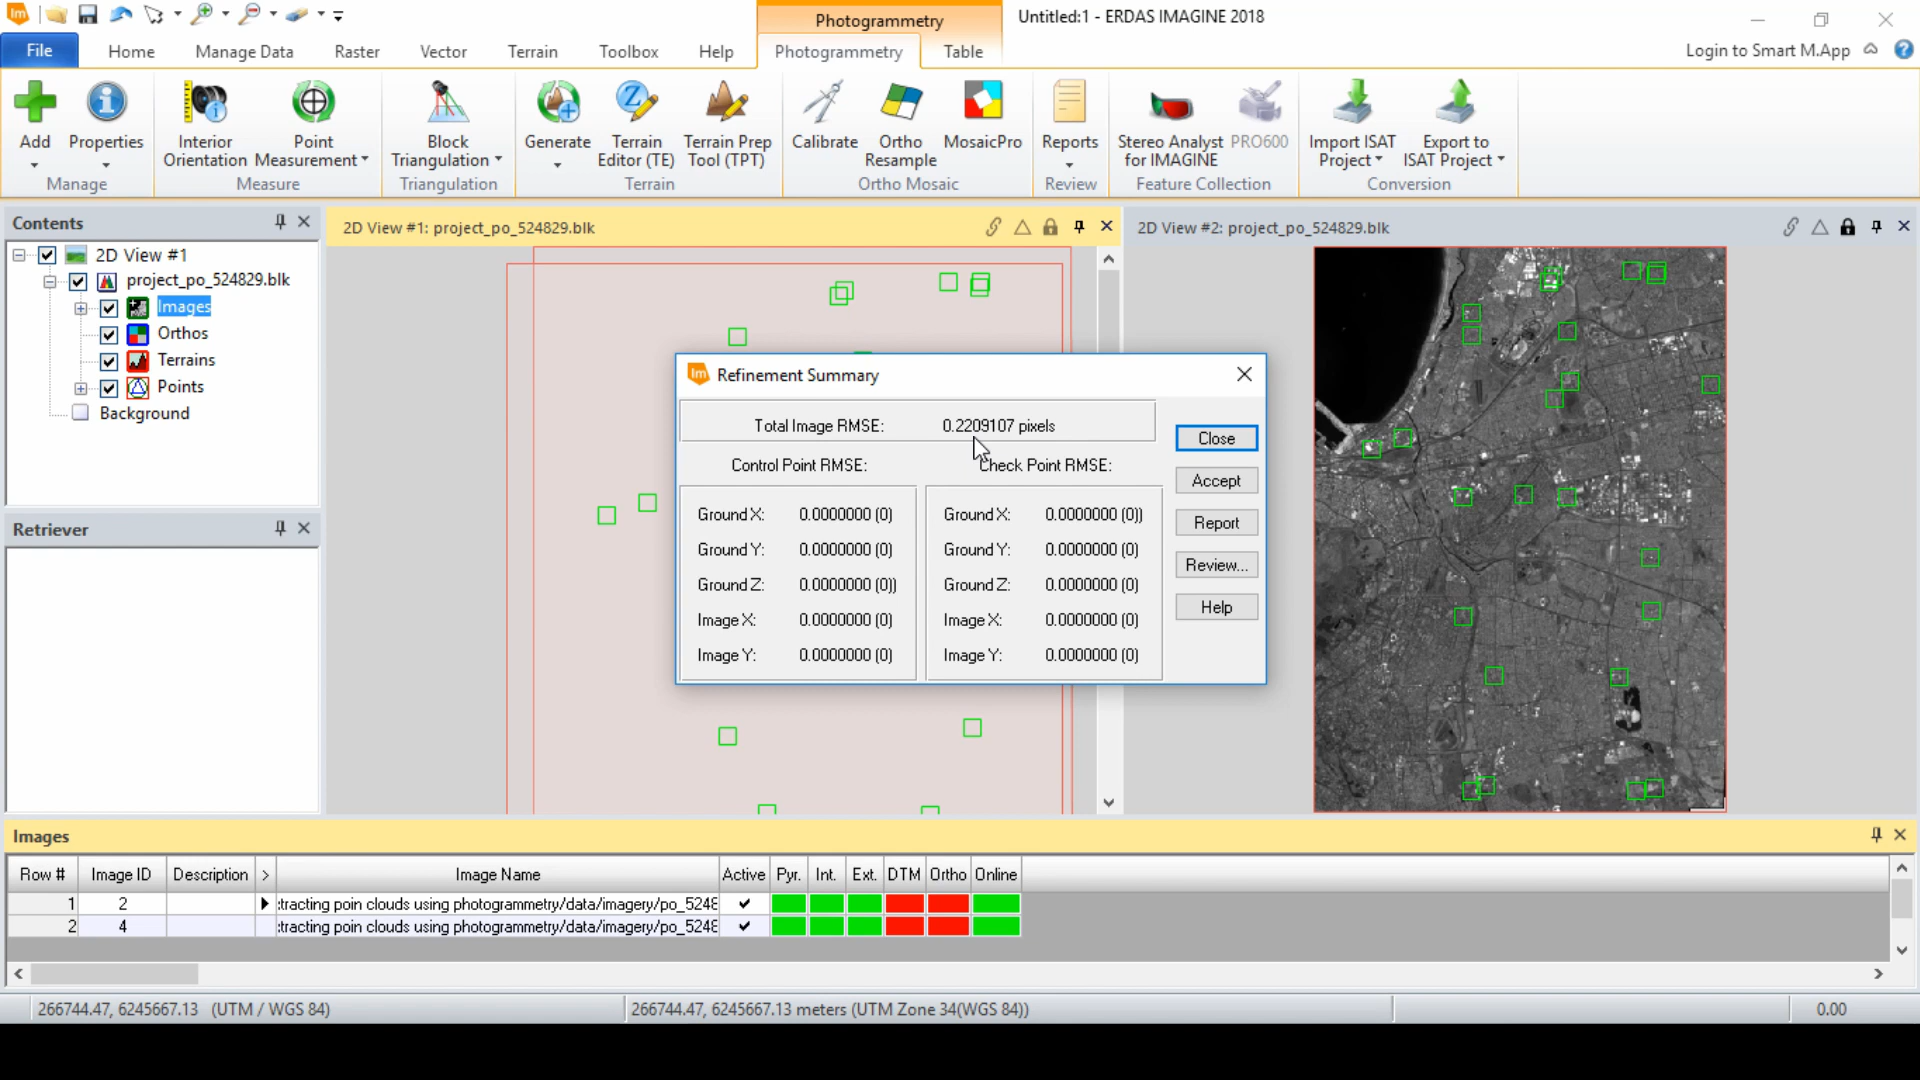 Photogrammetry
Untitled:1 - ERDAS IMAGINE 2018
File Home Manage Data Raster Vector Terrain Toolbox Help Photogrammetry Table
Login to Smart M.App
Add Properties Interior Orientation Point Measurement Block Triangulation Generate Terrain Editor (TE) Terrain Prep Tool (TPT) Calibrate Ortho Resample MosaicPro Reports Stereo Analyst for IMAGINE PRO600 Import ISAT Project Export to ISAT Project
Manage Measure Triangulation Terrain Ortho Mosaic Review Feature Collection Conversion
Contents
2D View #1
project_po_524829.blk
Images
Orthos
Terrains
Points
Background
Retriever
2D View #1: project_po_524829.blk
2D View #2: project_po_524829.blk
Im Refinement Summary
Total Image RMSE: 0.2209107 pixels
Control Point RMSE: Check Point RMSE:
Ground X: 0.0000000 (0) Ground X: 0.0000000 (0))
Ground Y: 0.0000000 (0) Ground Y: 0.0000000 (0)
Ground Z: 0.0000000 (0)) Ground Z: 0.0000000 (0)
Image X: 0.0000000 (0) Image X: 0.0000000 (0)
Image Y: 0.0000000 (0) Image Y: 0.0000000 (0)
Close
Accept
Report
Review...
Help
Images
Row # Image ID Description > Image Name Active Pyr. Int. Ext. DTM Ortho Online
1 2 :tracting poin clouds using photogrammetry/data/imagery/po_5248
2 4 :tracting poin clouds using photogrammetry/data/imagery/po_5248
266744.47, 6245667.13 (UTM / WGS 84) 266744.47, 6245667.13 meters (UTM Zone 34(WGS 84)) 0.00